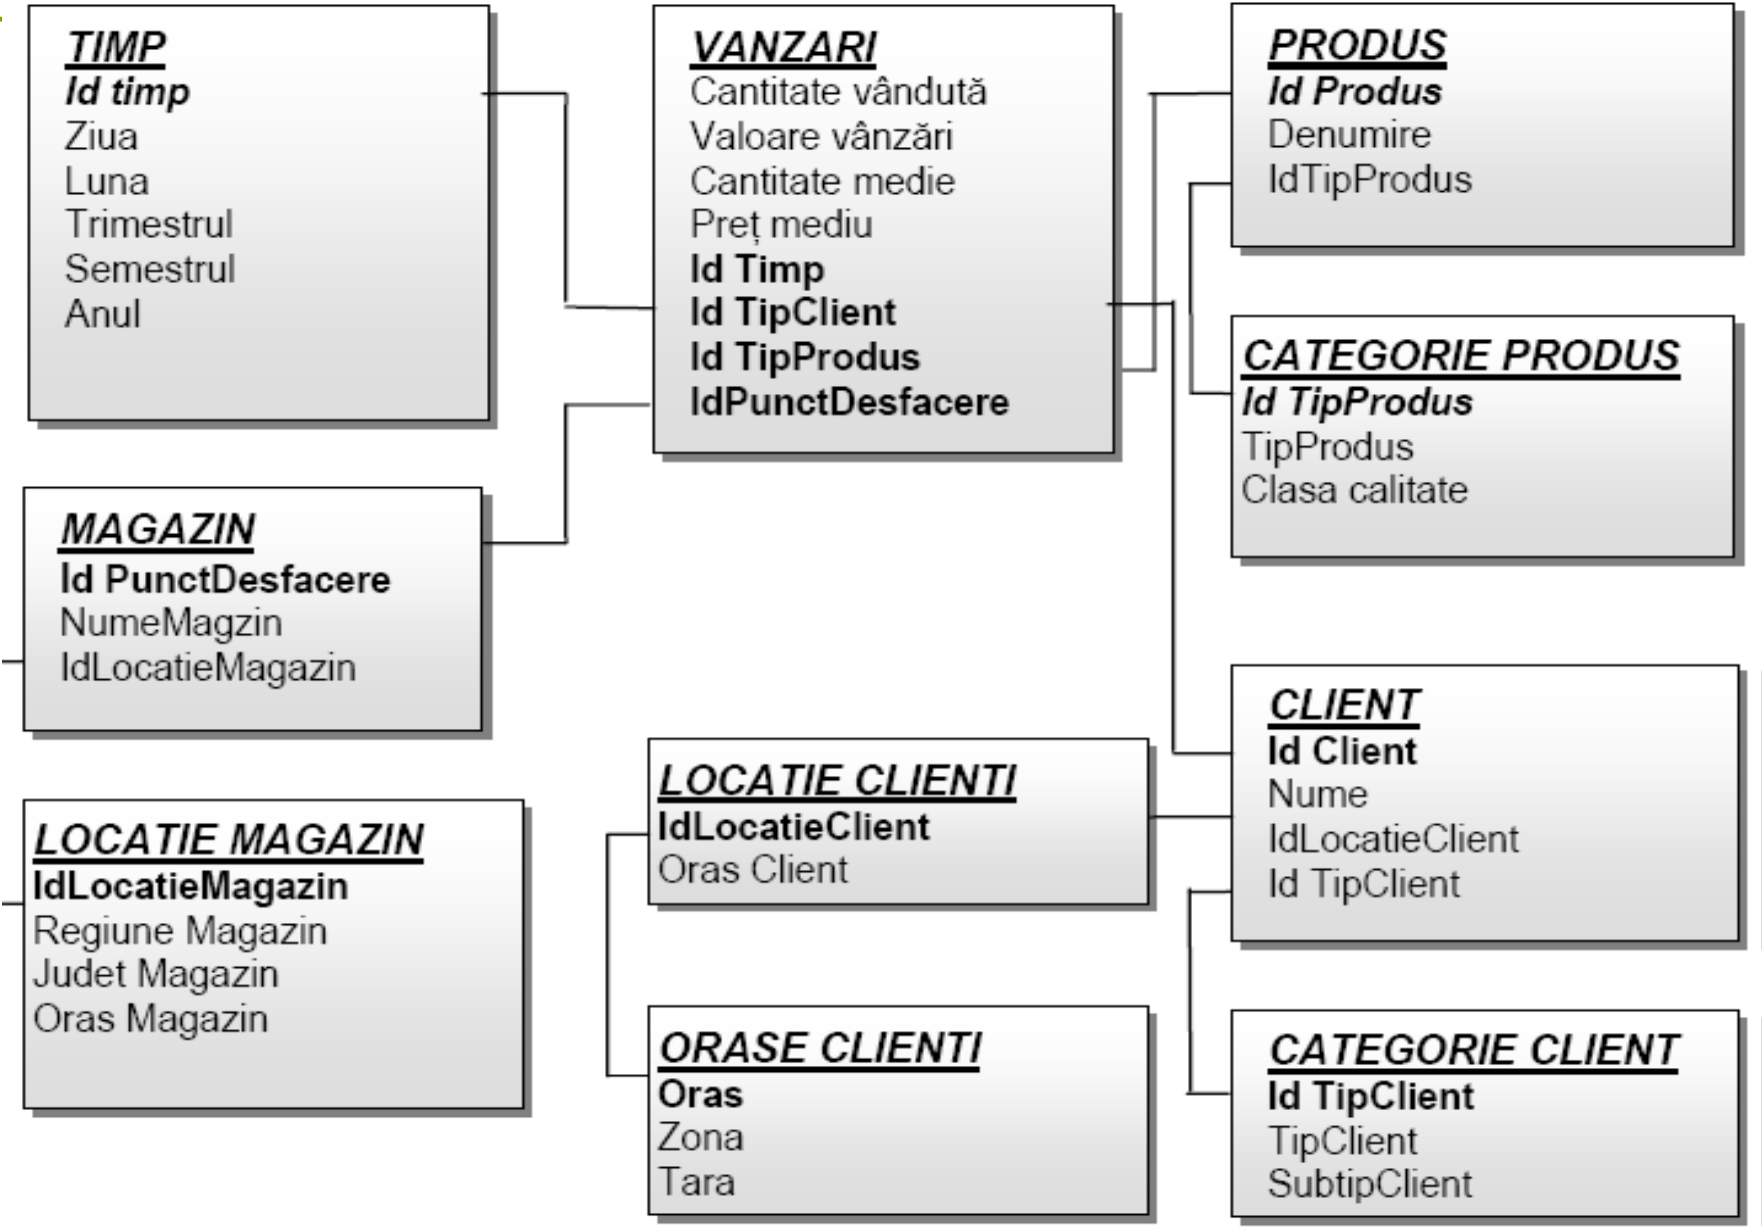 TIMP
Id timp
Ziua
Luna
Trimestrul
Semestrul
Anul
VANZARI
Cantitate vândută
Valoare vânzări
Cantitate medie
Preț mediu
Id Timp
Id TipClient
Id TipProdus
IdPunctDesfacere
PRODUS
Id Produs
Denumire
IdTipProdus
CATEGORIE PRODUS
Id TipProdus
TipProdus
Clasa calitate
MAGAZIN
Id PunctDesfacere
NumeMagzin
IdLocatieMagazin
LOCATIE MAGAZIN
IdLocatieMagazin
Regiune Magazin
Judet Magazin
Oras Magazin
LOCATIE CLIENTI
IdLocatieClient
Oras Client
ORASE CLIENTI
Oras
Zona
Tara
CLIENT
Id Client
Nume
IdLocatieClient
Id TipClient
CATEGORIE CLIENT
Id TipClient
TipClient
SubtipClient